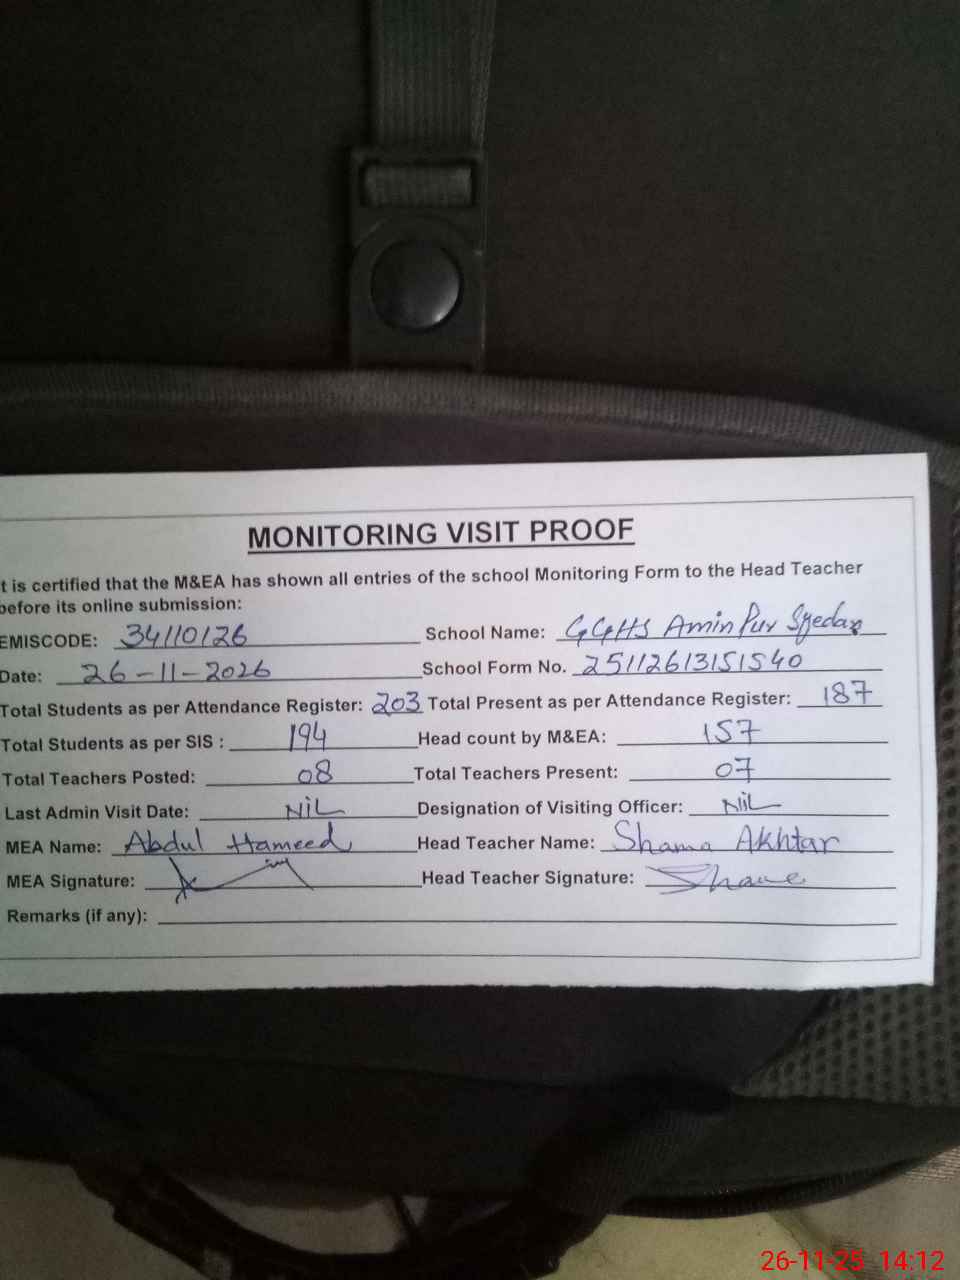 MONITORING VISIT PROOF
t is certified that the M&EA has shown all entries of the school Monitoring Form to the Head Teacher
before its online submission:
EMISCODE: 34110126 School Name: GGHS Amin Pur Syedan
Date: 26-11-2026 School Form No. 25112613151540
Total Students as per Attendance Register: 203 Total Present as per Attendance Register: 187
Total Students as per SIS : 194 Head count by M&EA: 157
Total Teachers Posted: 08 Total Teachers Present: 07
Last Admin Visit Date: NiL Designation of Visiting Officer: NiL
MEA Name: Abdul Hameed Head Teacher Name: Shama Akhtar
MEA Signature: Head Teacher Signature:
Remarks (if any):
26-11-25 14:12